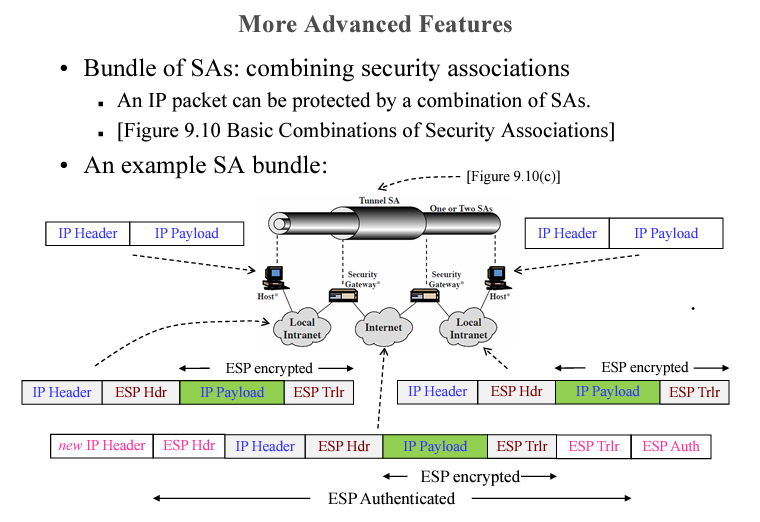 More Advanced Features
• Bundle of SAs: combining security associations
▪ An IP packet can be protected by a combination of SAs.
▪ [Figure 9.10 Basic Combinations of Security Associations]
• An example SA bundle:
[Figure 9.10(c)]
Tunnel SA
One or Two SAs
IP Header IP Payload
IP Header IP Payload
Host*
Security Gateway*
Security Gateway*
Host*
Local Intranet
Internet
Local Intranet
ESP encrypted
IP Header ESP Hdr IP Payload ESP Trlr
ESP encrypted
IP Header ESP Hdr IP Payload ESP Trlr
new IP Header ESP Hdr IP Header ESP Hdr IP Payload ESP Trlr ESP Trlr ESP Auth
ESP encrypted
ESP Authenticated